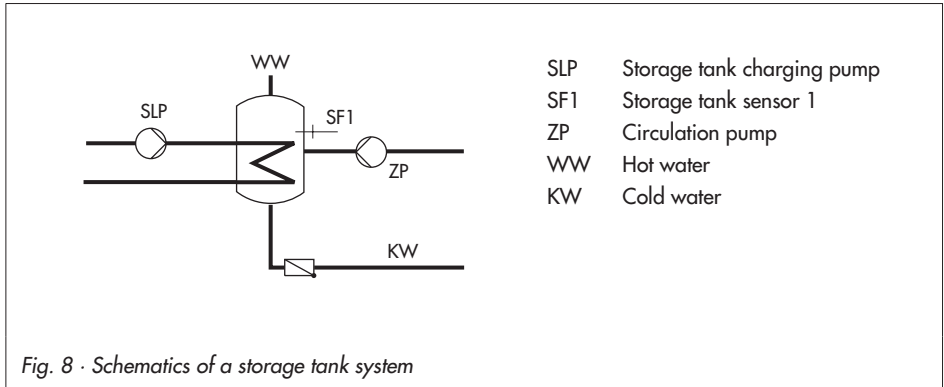 WW
SLP
SF1
ZP
KW
SLP Storage tank charging pump
SF1 Storage tank sensor 1
ZP Circulation pump
WW Hot water
KW Cold water
Fig. 8 · Schematics of a storage tank system